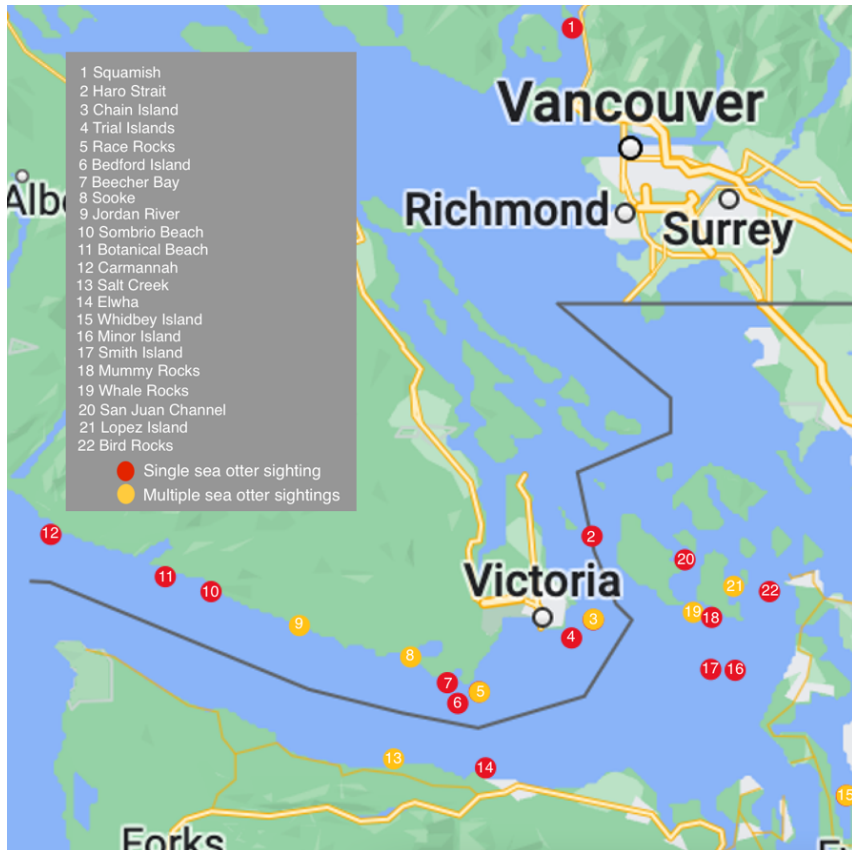 1
Vancouver
1 Squamish
2 Haro Strait
3 Chain Island
4 Trial Islands
5 Race Rocks
6 Bedford Island
7 Beecher Bay
8 Sooke
9 Jordan River
10 Sombrio Beach
11 Botanical Beach
12 Carmannah
13 Salt Creek
14 Elwha
15 Whidbey Island
16 Minor Island
17 Smith Island
18 Mummy Rocks
19 Whale Rocks
20 San Juan Channel
21 Lopez Island
22 Bird Rocks
Single sea otter sighting
Multiple sea otter sightings
Albe
Richmond
Surrey
12
2
20
11
10
Victoria
21
22
9
3
19
18
4
8
7
17
16
5
6
13
14
15
Forks